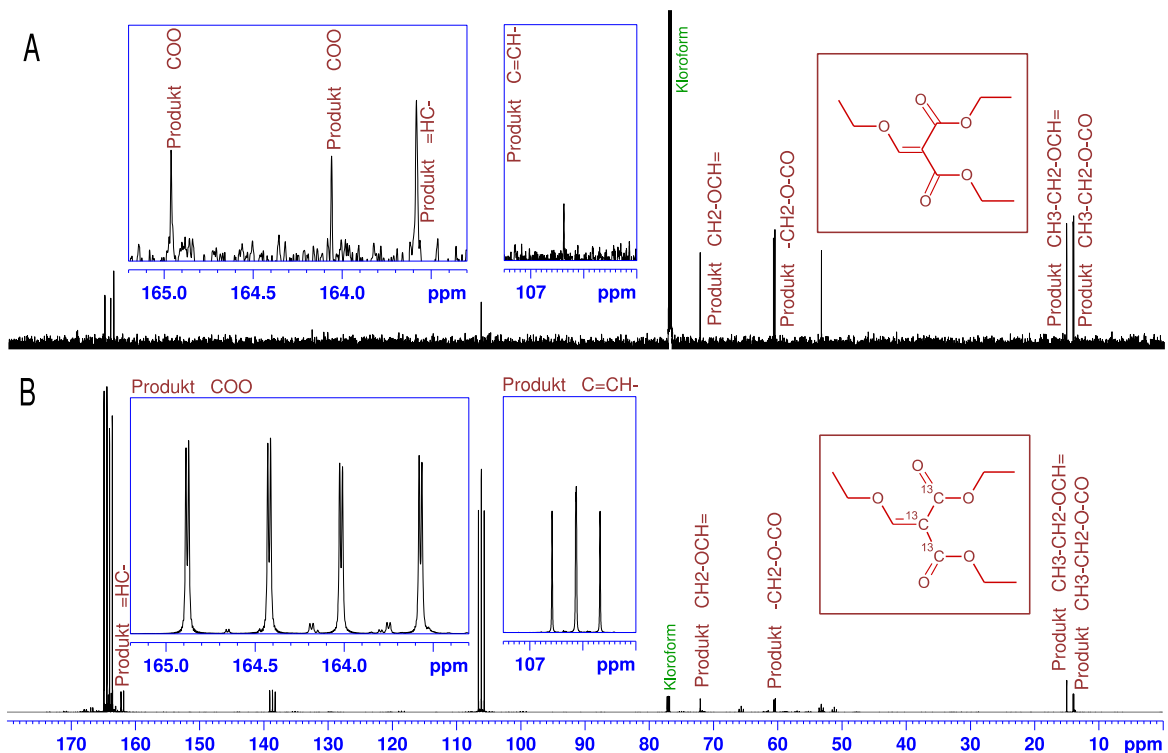 A
Produkt COO
Produkt COO
Produkt =HC-
165.0 164.5 164.0 ppm
Produkt C=CH-
107 ppm
Kloroform
Produkt CH2-OCH=
Produkt -CH2-O-CO
O
O
O
O
O
Produkt CH3-CH2-OCH=
Produkt CH3-CH2-O-CO
B
Produkt COO
165.0 164.5 164.0 ppm
Produkt =HC-
Produkt C=CH-
107 ppm
Kloroform
Produkt CH2-OCH=
Produkt -CH2-O-CO
O
13
O C O
13
C
13
C
O
O
Produkt CH3-CH2-OCH=
Produkt CH3-CH2-O-CO
170 160 150 140 130 120 110 100 90 80 70 60 50 40 30 20 10 ppm